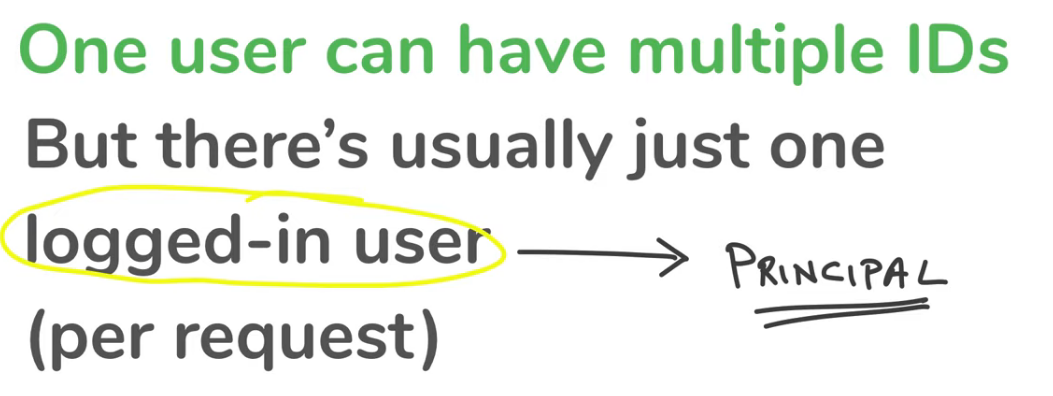 One user can have multiple IDs
But there’s usually just one
logged-in user
PRINCIPAL
(per request)